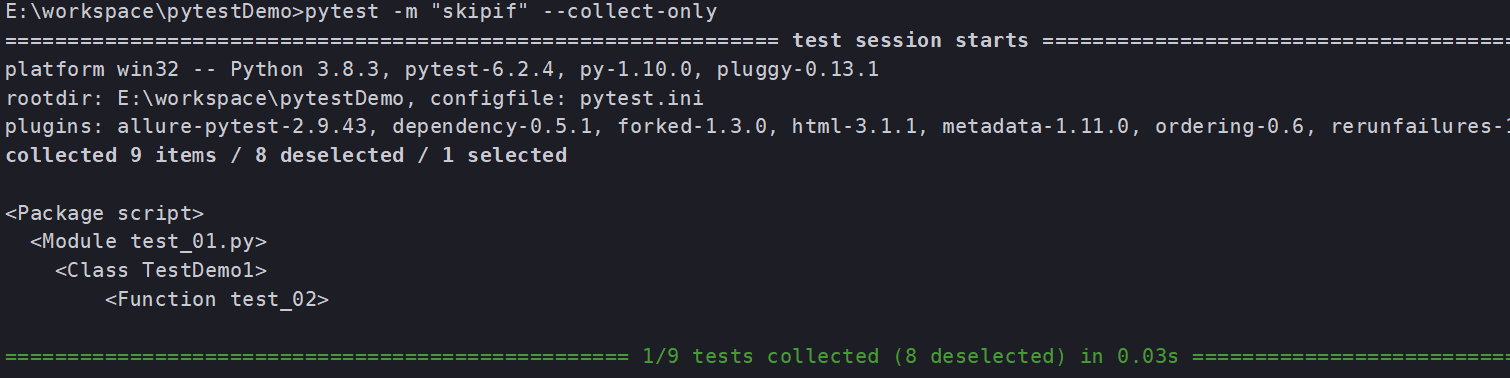 E:\workspace\pytestDemo>pytest -m "skipif" --collect-only
============================================================== test session starts ======================================
platform win32 -- Python 3.8.3, pytest-6.2.4, py-1.10.0, pluggy-0.13.1
rootdir: E:\workspace\pytestDemo, configfile: pytest.ini
plugins: allure-pytest-2.9.43, dependency-0.5.1, forked-1.3.0, html-3.1.1, metadata-1.11.0, ordering-0.6, rerunfailures-1
collected 9 items / 8 deselected / 1 selected
<Package script>
  <Module test_01.py>
    <Class TestDemo1>
        <Function test_02>
================================================== 1/9 tests collected (8 deselected) in 0.03s ==========================